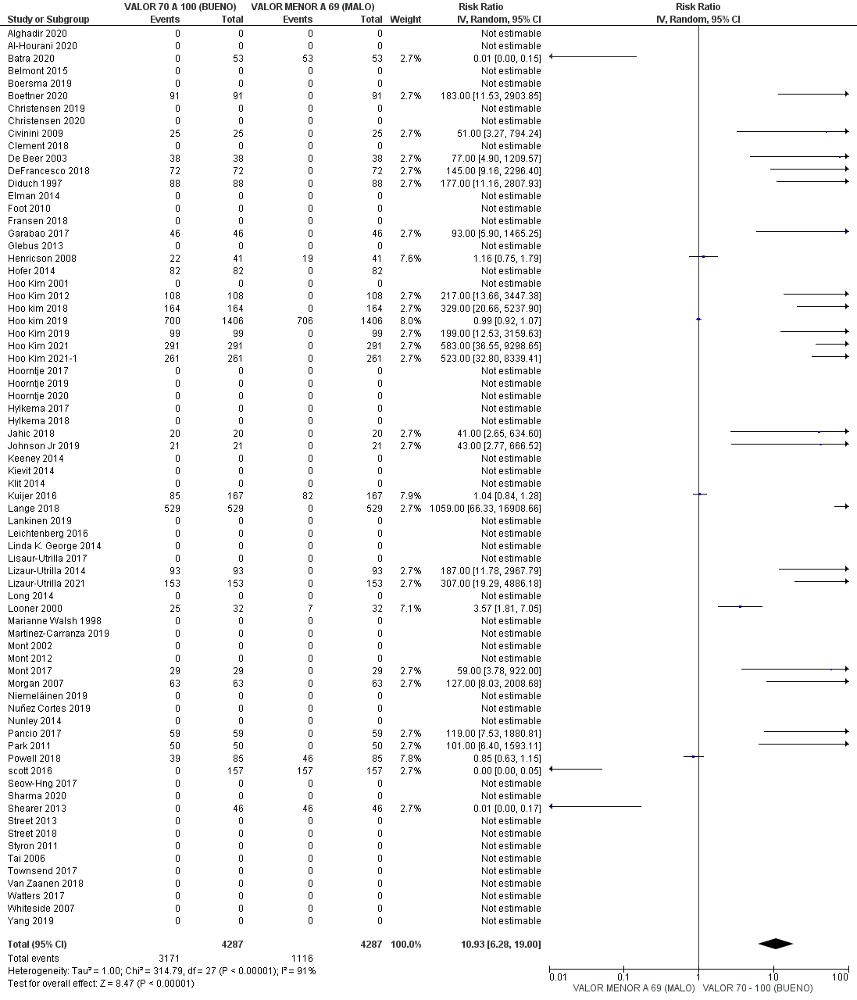 VALOR 70 A 100 (BUENO) VALOR MENOR A 69 (MALO) Risk Ratio Risk Ratio
Study or Subgroup Events Total Events Total Weight IV, Random, 95% CI IV, Random, 95% CI
Alghadir 2020 0 0 0 0 Not estimable
Al-Hourani 2020 0 0 0 0 Not estimable
Batra 2020 0 53 53 53 2.7% 0.01 [0.00, 0.15]
Belmont 2015 0 0 0 0 Not estimable
Boersma 2019 0 0 0 0 Not estimable
Boettner 2020 91 91 0 91 2.7% 183.00 [11.53, 2903.85]
Christensen 2019 0 0 0 0 Not estimable
Christensen 2020 0 0 0 0 Not estimable
Civinini 2009 25 25 0 25 2.7% 51.00 [3.27, 794.24]
Clement 2018 0 0 0 0 Not estimable
De Beer 2003 38 38 0 38 2.7% 77.00 [4.90, 1209.57]
DeFrancesco 2018 72 72 0 72 2.7% 145.00 [9.16, 2296.40]
Diduch 1997 88 88 0 88 2.7% 177.00 [11.16, 2807.93]
Elman 2014 0 0 0 0 Not estimable
Foot 2010 0 0 0 0 Not estimable
Fransen 2018 0 0 0 0 Not estimable
Garabao 2017 46 46 0 46 2.7% 93.00 [5.90, 1465.25]
Glebus 2013 0 0 0 0 Not estimable
Henricson 2008 22 41 19 41 7.6% 1.16 [0.75, 1.79]
Hofer 2014 82 82 0 82 Not estimable
Hoo Kim 2001 0 0 0 0 Not estimable
Hoo Kim 2012 108 108 0 108 2.7% 217.00 [13.66, 3447.38]
Hoo kim 2018 164 164 0 164 2.7% 329.00 [20.66, 5237.90]
Hoo kim 2019 700 1406 706 1406 8.0% 0.99 [0.92, 1.07]
Hoo Kim 2019 99 99 0 99 2.7% 199.00 [12.53, 3159.63]
Hoo Kim 2021 291 291 0 291 2.7% 583.00 [36.55, 9298.65]
Hoo Kim 2021-1 261 261 0 261 2.7% 523.00 [32.80, 8339.41]
Hoorntje 2017 0 0 0 0 Not estimable
Hoorntje 2019 0 0 0 0 Not estimable
Hoorntje 2020 0 0 0 0 Not estimable
Hylkema 2017 0 0 0 0 Not estimable
Hylkema 2018 0 0 0 0 Not estimable
Jahic 2018 20 20 0 20 2.7% 41.00 [2.65, 634.60]
Johnson Jr 2019 21 21 0 21 2.7% 43.00 [2.77, 666.52]
Keeney 2014 0 0 0 0 Not estimable
Kievit 2014 0 0 0 0 Not estimable
Klit 2014 0 0 0 0 Not estimable
Kuijer 2016 85 167 82 167 7.9% 1.04 [0.84, 1.28]
Lange 2018 529 529 0 529 2.7% 1059.00 [66.33, 16908.66]
Lankinen 2019 0 0 0 0 Not estimable
Leichtenberg 2016 0 0 0 0 Not estimable
Linda K. George 2014 0 0 0 0 Not estimable
Lisaur-Utrilla 2017 0 0 0 0 Not estimable
Lizaur-Utrilla 2014 93 93 0 93 2.7% 187.00 [11.78, 2967.79]
Lizaur-Utrilla 2021 153 153 0 153 2.7% 307.00 [19.29, 4886.18]
Long 2014 0 0 0 0 Not estimable
Looner 2000 25 32 7 32 7.1% 3.57 [1.81, 7.05]
Marianne Walsh 1998 0 0 0 0 Not estimable
Martinez-Carranza 2019 0 0 0 0 Not estimable
Mont 2002 0 0 0 0 Not estimable
Mont 2012 0 0 0 0 Not estimable
Mont 2017 29 29 0 29 2.7% 59.00 [3.78, 922.00]
Morgan 2007 63 63 0 63 2.7% 127.00 [8.03, 2008.68]
Niemeläinen 2019 0 0 0 0 Not estimable
Nuñez Cortes 2019 0 0 0 0 Not estimable
Nunley 2014 0 0 0 0 Not estimable
Pancio 2017 59 59 0 59 2.7% 119.00 [7.53, 1880.81]
Park 2011 50 50 0 50 2.7% 101.00 [6.40, 1593.11]
Powell 2018 39 85 46 85 7.8% 0.85 [0.63, 1.15]
scott 2016 0 157 157 157 2.7% 0.00 [0.00, 0.05]
Seow-Hng 2017 0 0 0 0 Not estimable
Sharma 2020 0 0 0 0 Not estimable
Shearer 2013 0 46 46 46 2.7% 0.01 [0.00, 0.17]
Street 2013 0 0 0 0 Not estimable
Street 2018 0 0 0 0 Not estimable
Styron 2011 0 0 0 0 Not estimable
Tai 2006 0 0 0 0 Not estimable
Townsend 2017 0 0 0 0 Not estimable
Van Zaanen 2018 0 0 0 0 Not estimable
Watters 2017 0 0 0 0 Not estimable
Whiteside 2007 0 0 0 0 Not estimable
Yang 2019 0 0 0 0 Not estimable
Total (95% CI) 4287 4287 100.0% 10.93 [6.28, 19.00]
Total events 3171 1116
Heterogeneity: Tau² = 1.00; Chi² = 314.79, df = 27 (P < 0.00001); I² = 91%
Test for overall effect: Z = 8.47 (P < 0.00001)
0.01 0.1 1 10 100
VALOR MENOR A 69 (MALO) VALOR 70 - 100 (BUENO)